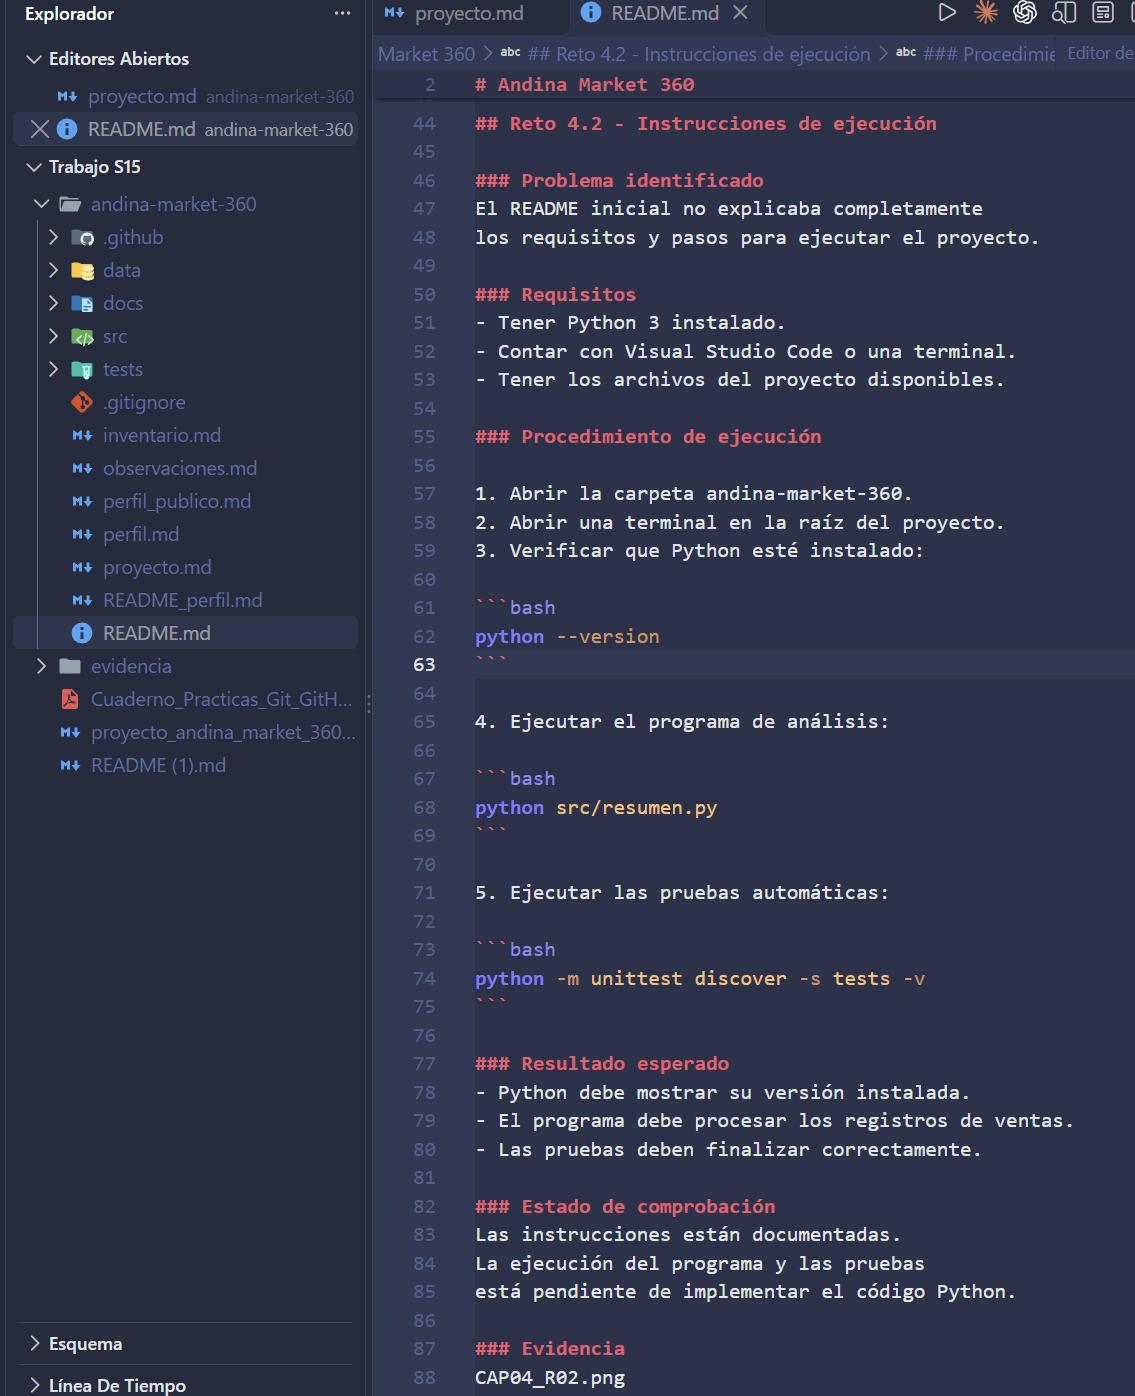 Explorador
Editores Abiertos
proyecto.md andina-market-360
README.md andina-market-360
Trabajo S15
andina-market-360
.github
data
docs
src
tests
.gitignore
inventario.md
observaciones.md
perfil_publico.md
perfil.md
proyecto.md
README_perfil.md
README.md
evidencia
Cuaderno_Practicas_Git_GitH...
proyecto_andina_market_360...
README (1).md
Esquema
Línea De Tiempo
proyecto.md
README.md
Market 360 > abc ## Reto 4.2 - Instrucciones de ejecución > abc ### Procedimie
Editor de
2 # Andina Market 360
44 ## Reto 4.2 - Instrucciones de ejecución
45
46 ### Problema identificado
47 El README inicial no explicaba completamente
48 los requisitos y pasos para ejecutar el proyecto.
49
50 ### Requisitos
51 - Tener Python 3 instalado.
52 - Contar con Visual Studio Code o una terminal.
53 - Tener los archivos del proyecto disponibles.
54
55 ### Procedimiento de ejecución
56
57 1. Abrir la carpeta andina-market-360.
58 2. Abrir una terminal en la raíz del proyecto.
59 3. Verificar que Python esté instalado:
60
61 ```bash
62 python --version
63 ```
64
65 4. Ejecutar el programa de análisis:
66
67 ```bash
68 python src/resumen.py
69 ```
70
71 5. Ejecutar las pruebas automáticas:
72
73 ```bash
74 python -m unittest discover -s tests -v
75 ```
76
77 ### Resultado esperado
78 - Python debe mostrar su versión instalada.
79 - El programa debe procesar los registros de ventas.
80 - Las pruebas deben finalizar correctamente.
81
82 ### Estado de comprobación
83 Las instrucciones están documentadas.
84 La ejecución del programa y las pruebas
85 está pendiente de implementar el código Python.
86
87 ### Evidencia
88 CAP04_R02.png